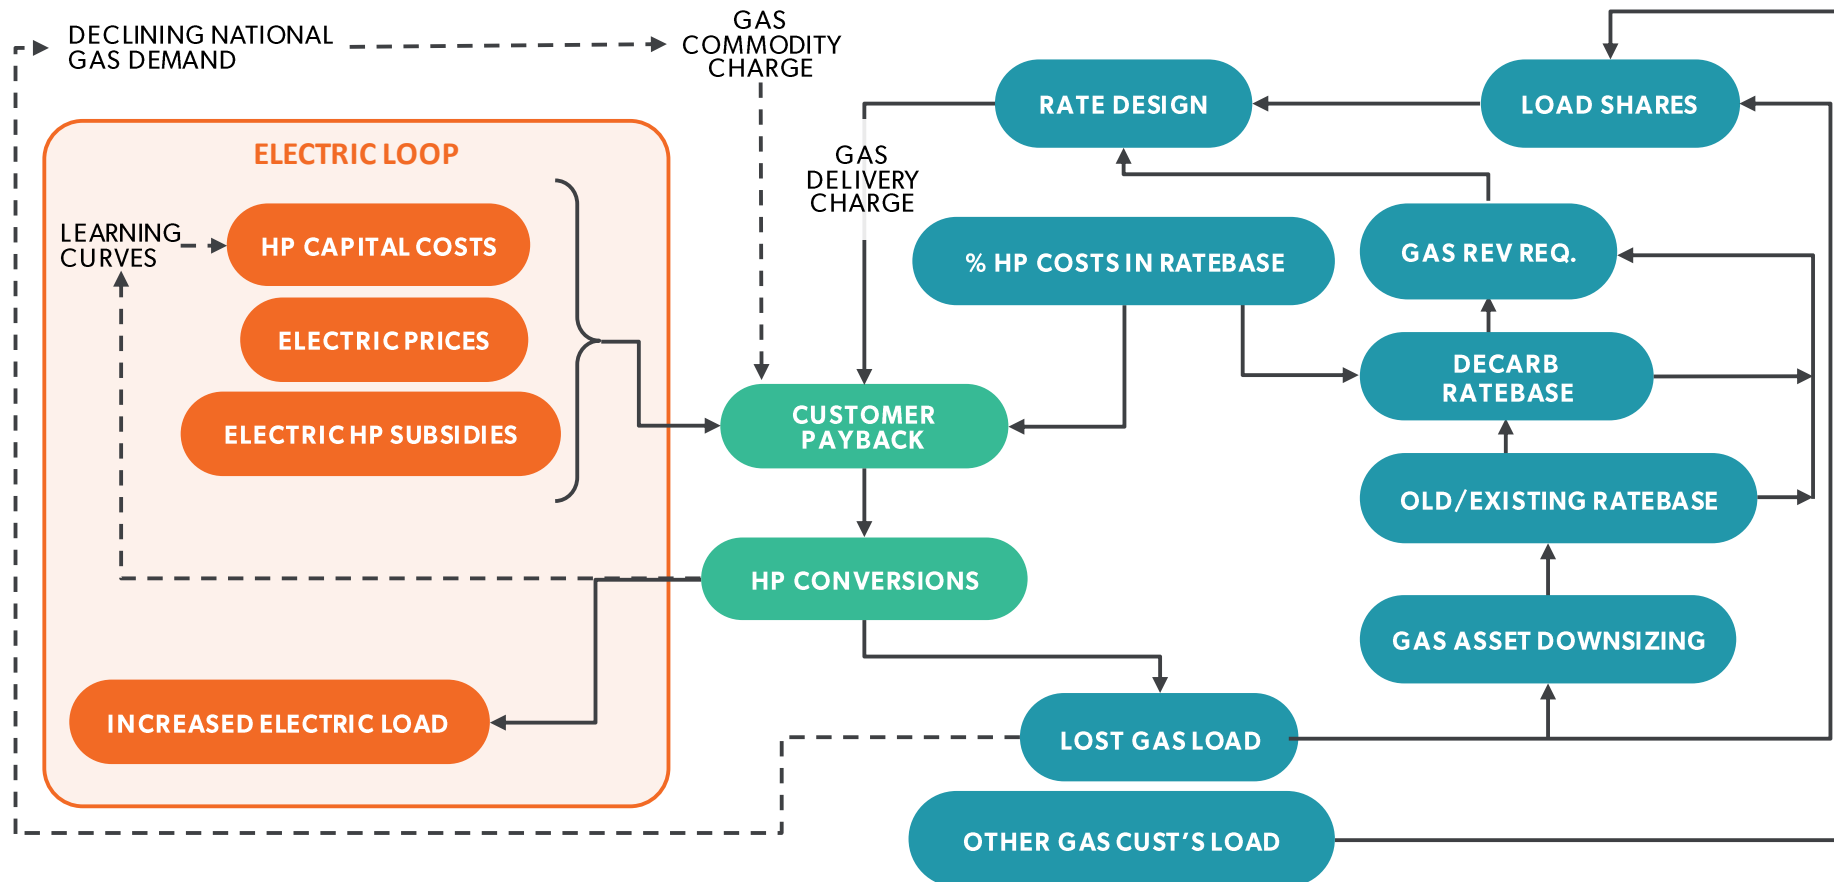 DECLINING NATIONAL
GAS DEMAND
GAS
COMMODITY
CHARGE
RATE DESIGN
LOAD SHARES
ELECTRIC LOOP
GAS
DELIVERY
CHARGE
LEARNING
CURVES
HP CAPITAL COSTS
% HP COSTS IN RATEBASE
GAS REV REQ.
ELECTRIC PRICES
DECARB
RATEBASE
ELECTRIC HP SUBSIDIES
CUSTOMER
PAYBACK
OLD/EXISTING RATEBASE
HP CONVERSIONS
GAS ASSET DOWNSIZING
INCREASED ELECTRIC LOAD
LOST GAS LOAD
OTHER GAS CUST'S LOAD